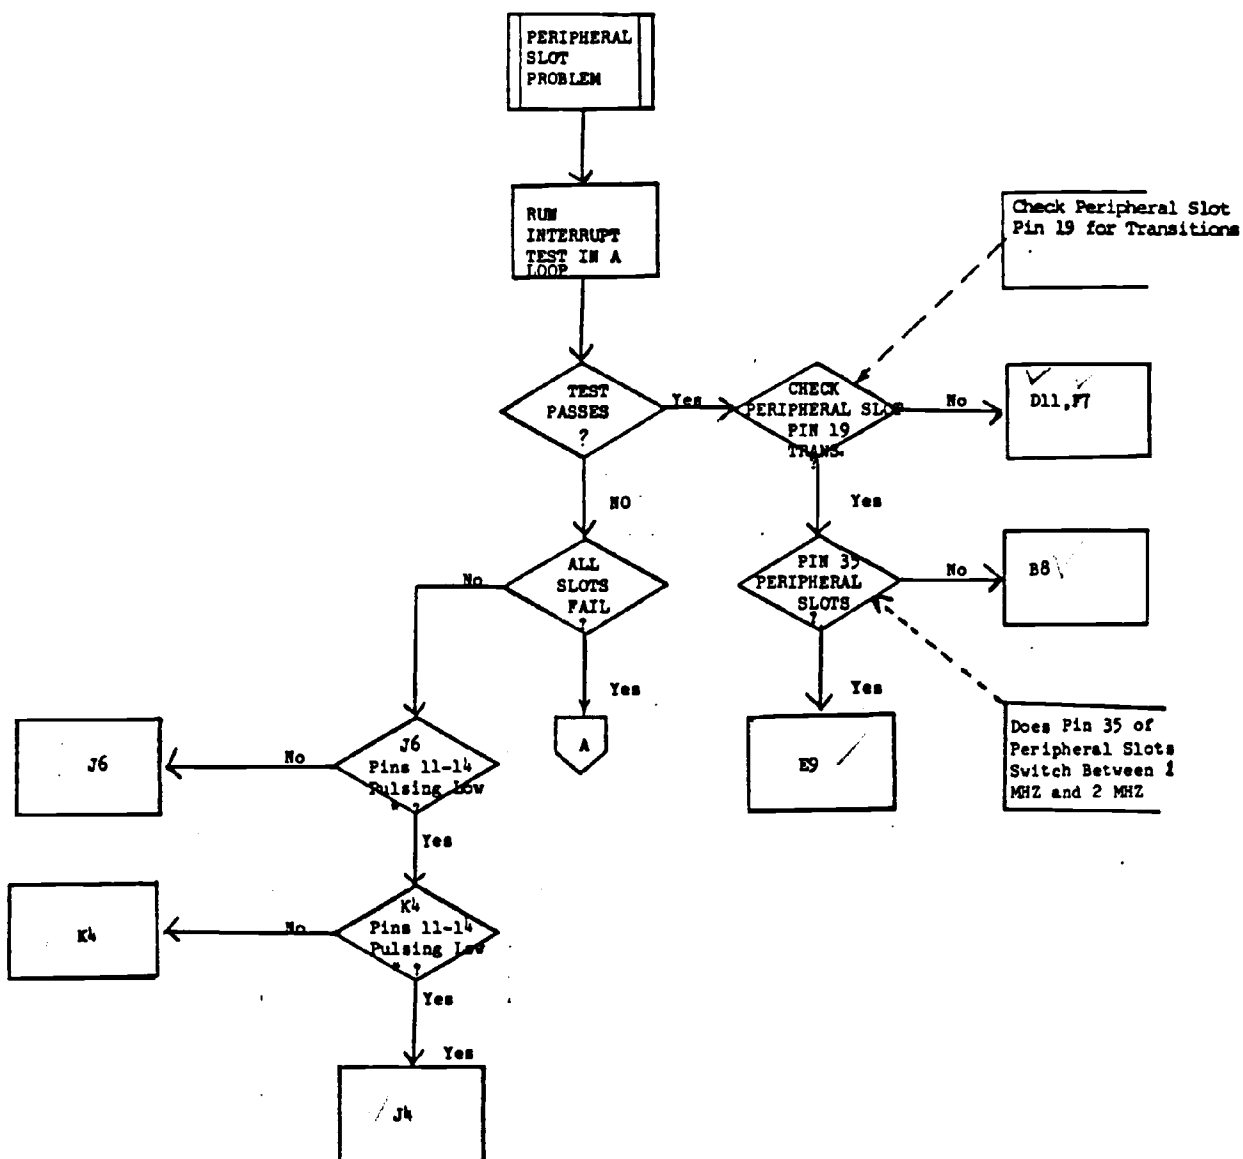 PERIPHERAL
SLOT
PROBLEM
RUN
INTERRUPT
TEST IN A
LOOP
Check Peripheral Slot
Pin 19 for Transitions
TEST
PASSES
?
Yes
CHECK
PERIPHERAL SLOT
PIN 19
TRANS.
?
No
D11,F7
NO
Yes
ALL
SLOTS
FAIL
?
No
PIN 35
PERIPHERAL
SLOTS
?
No
B8
Yes
A
Yes
E9
Does Pin 35 of
Peripheral Slots
Switch Between 1
MHZ and 2 MHZ
J6
Pins 11-14
Pulsing Low
* ?
No
J6
Yes
K4
Pins 11-14
Pulsing Low
* ?
No
K4
Yes
Yes
J4